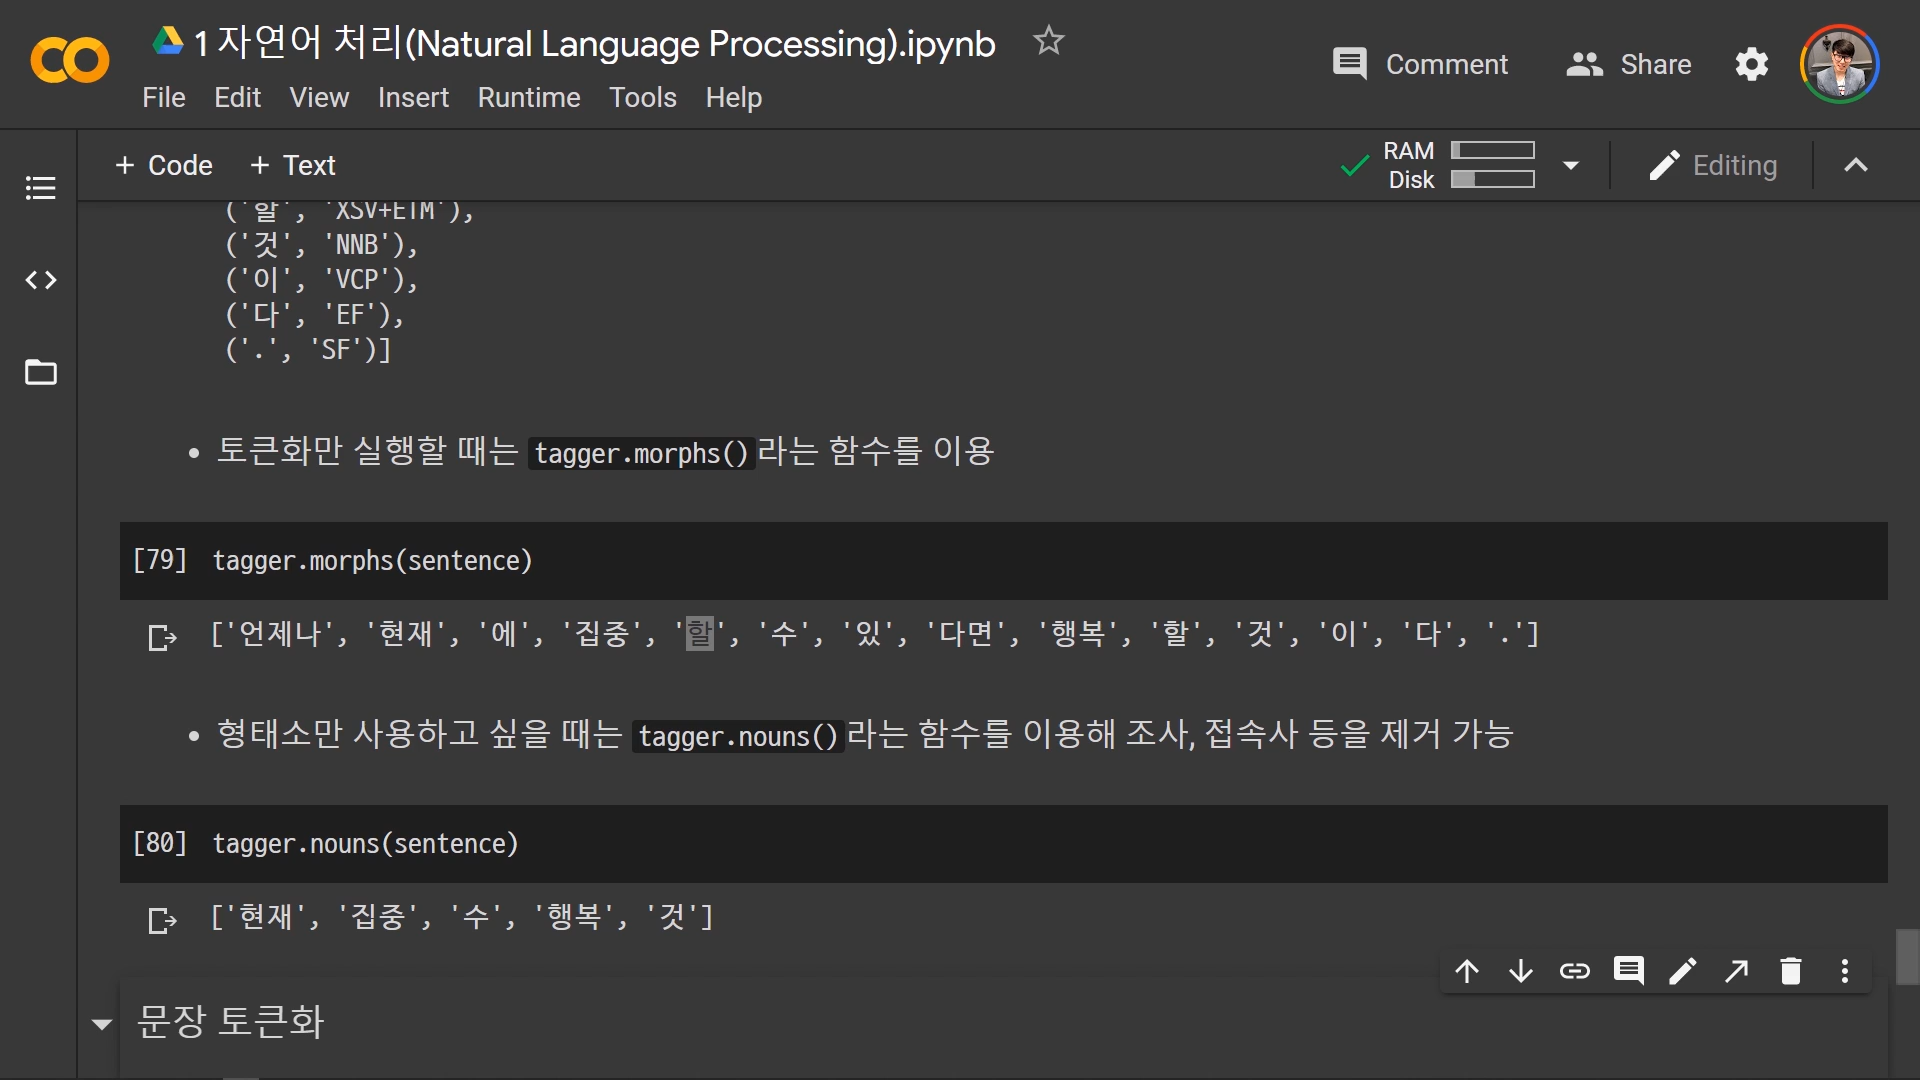 1 자연어 처리(Natural Language Processing).ipynb
Comment
Share
File Edit View Insert Runtime Tools Help
+ Code + Text
RAM
Disk
Editing
('할', 'XSV+ETM'),
('것', 'NNB'),
('이', 'VCP'),
('다', 'EF'),
('.', 'SF')]
• 토큰화만 실행할 때는 tagger.morphs()라는 함수를 이용
[79] tagger.morphs(sentence)
['언제나', '현재', '에', '집중', '할', '수', '있', '다면', '행복', '할', '것', '이', '다', '.']
• 형태소만 사용하고 싶을 때는 tagger.nouns()라는 함수를 이용해 조사, 접속사 등을 제거 가능
[80] tagger.nouns(sentence)
['현재', '집중', '수', '행복', '것']
문장 토큰화